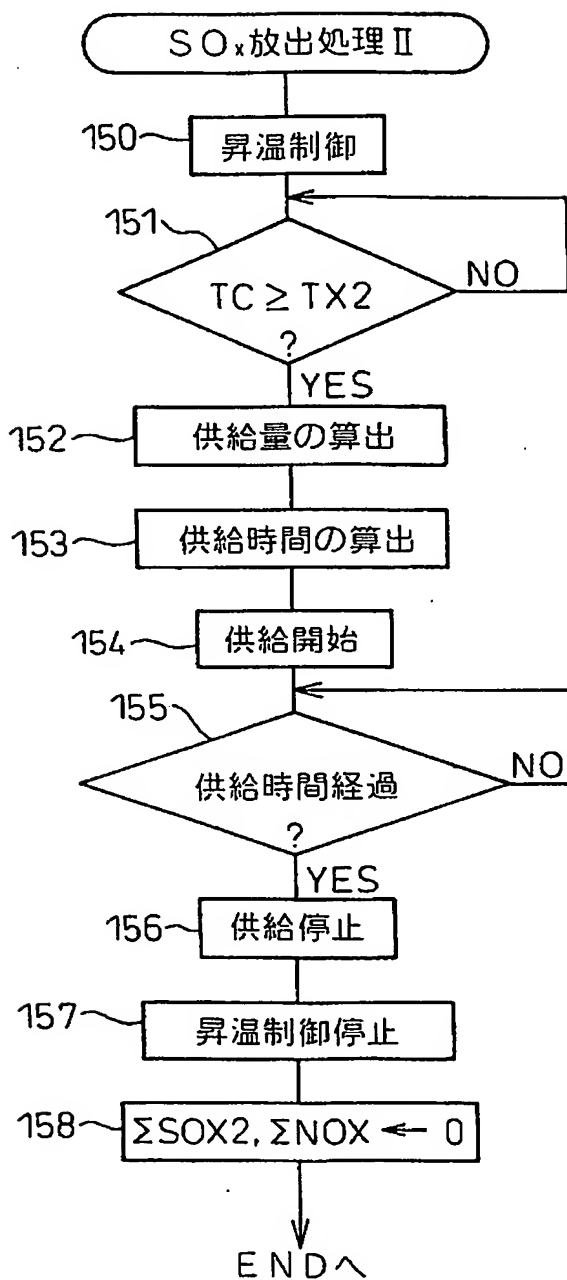 SOx放出処理Ⅱ
150
昇温制御
151
TC ≥ TX2
?
NO
YES
152
供給量の算出
153
供給時間の算出
154
供給開始
155
供給時間経過
?
NO
YES
156
供給停止
157
昇温制御停止
158
ΣSOX2, ΣNOX ← 0
ENDへ